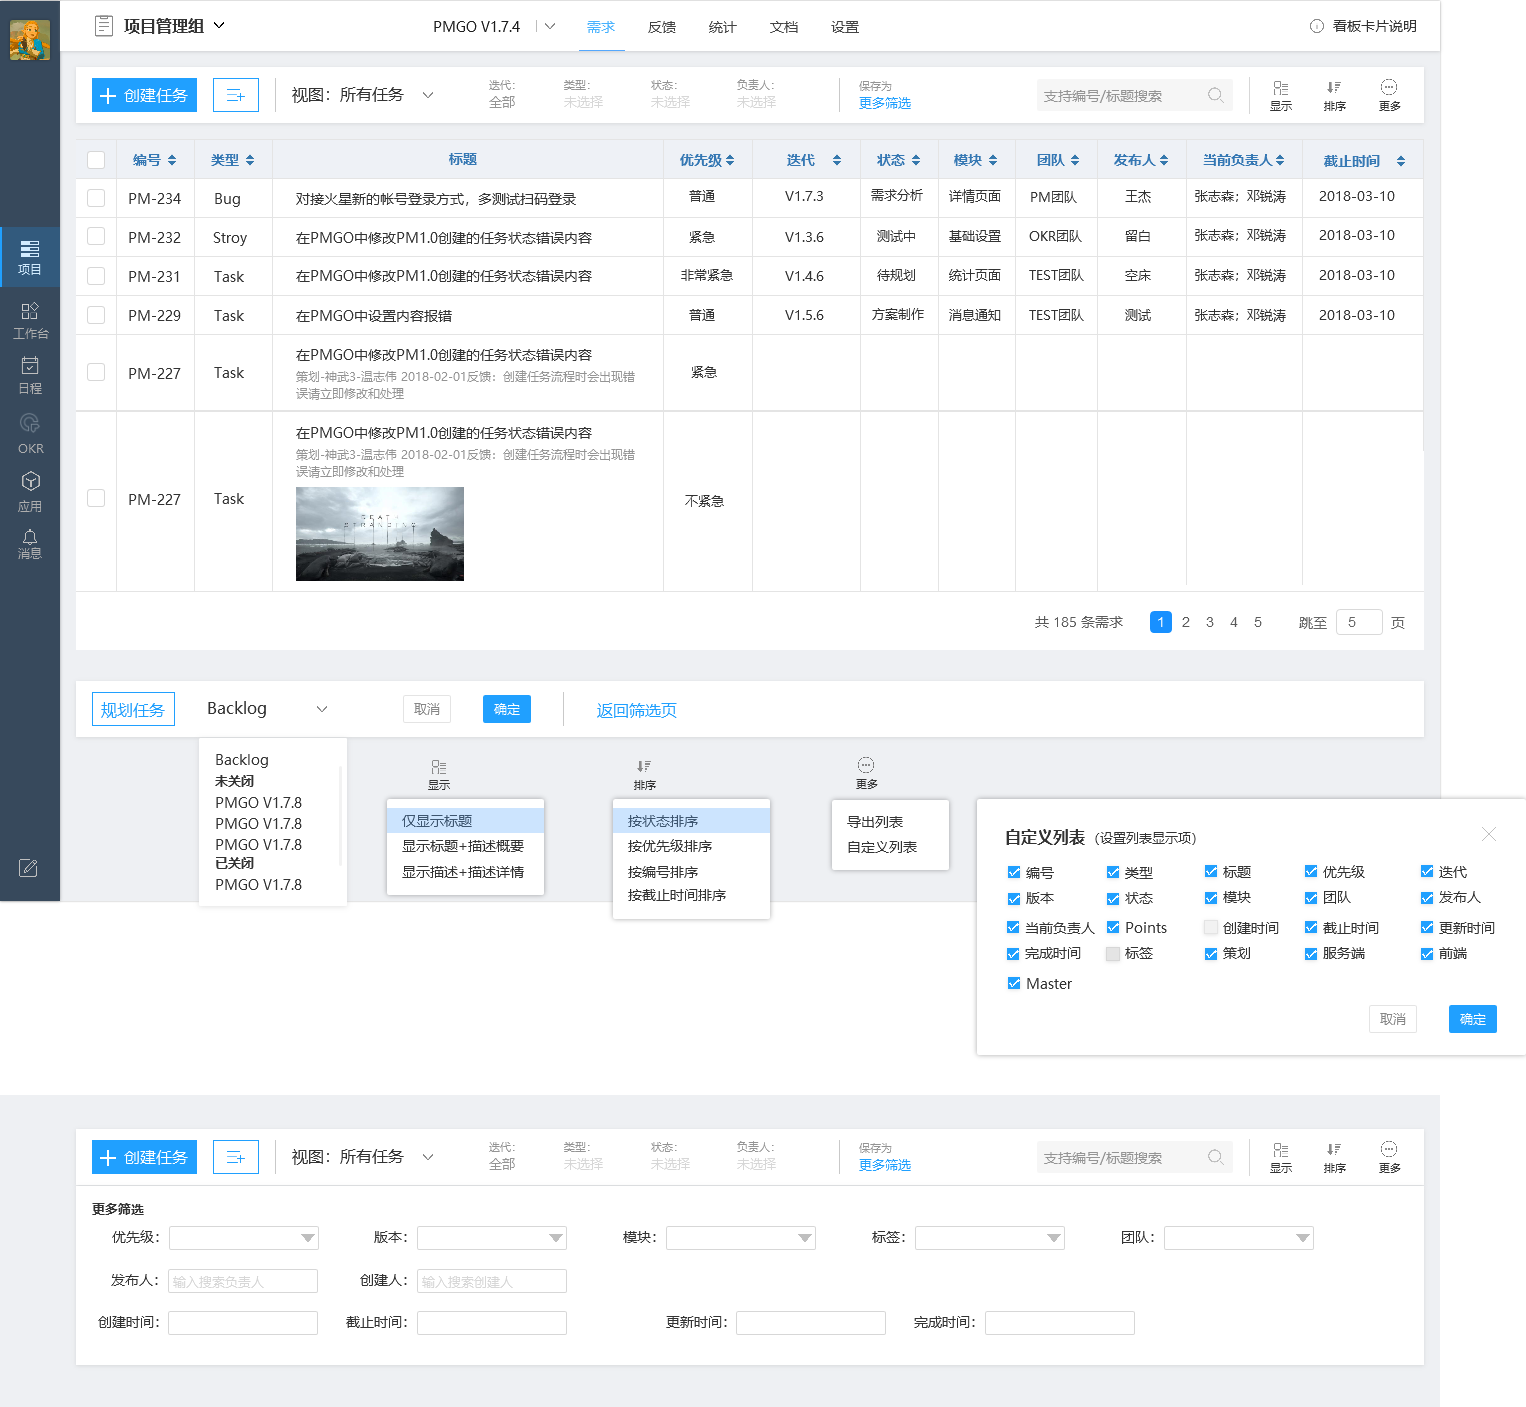 项目管理组
PMGO V1.7.4
需求 反馈 统计 文档 设置
看板卡片说明
创建任务
视图：所有任务
迭代：
全部
类型：
未选择
状态：
未选择
负责人：
未选择
保存为
更多筛选
支持编号/标题搜索
显示 排序 更多
项目
工作台
日程
OKR
应用
消息
编号 类型 标题 优先级 迭代 状态 模块 团队 发布人 当前负责人 截止时间
PM-234 Bug 对接火星新的帐号登录方式，多测试扫码登录 普通 V1.7.3 需求分析 详情页面 PM团队 王杰 张志森；邓锐涛 2018-03-10
PM-232 Stroy 在PMGO中修改PM1.0创建的任务状态错误内容 紧急 V1.3.6 测试中 基础设置 OKR团队 留白 张志森；邓锐涛 2018-03-10
PM-231 Task 在PMGO中修改PM1.0创建的任务状态错误内容 非常紧急 V1.4.6 待规划 统计页面 TEST团队 空床 张志森；邓锐涛 2018-03-10
PM-229 Task 在PMGO中设置内容报错 普通 V1.5.6 方案制作 消息通知 TEST团队 测试 张志森；邓锐涛 2018-03-10
PM-227 Task 在PMGO中修改PM1.0创建的任务状态错误内容 紧急
策划-神武3-温志伟 2018-02-01反馈：创建任务流程时会出现错
误请立即修改和处理
PM-227 Task 在PMGO中修改PM1.0创建的任务状态错误内容 不紧急
策划-神武3-温志伟 2018-02-01反馈：创建任务流程时会出现错
误请立即修改和处理
DEATH
STRANDING
共 185 条需求 1 2 3 4 5 跳至 5 页
规划任务 Backlog 取消 确定 返回筛选页
Backlog
未关闭
PMGO V1.7.8
PMGO V1.7.8
PMGO V1.7.8
已关闭
PMGO V1.7.8
显示
仅显示标题
显示标题+描述概要
显示描述+描述详情
排序
按状态排序
按优先级排序
按编号排序
按截止时间排序
更多
导出列表
自定义列表
自定义列表（设置列表显示项）
编号 类型 标题 优先级 迭代
版本 状态 模块 团队 发布人
当前负责人 Points 创建时间 截止时间 更新时间
完成时间 标签 策划 服务端 前端
Master
取消 确定
创建任务
视图：所有任务
迭代：
全部
类型：
未选择
状态：
未选择
负责人：
未选择
保存为
更多筛选
支持编号/标题搜索
显示 排序 更多
更多筛选
优先级： 版本： 模块： 标签： 团队：
发布人： 输入搜索负责人 创建人： 输入搜索创建人
创建时间： 截止时间： 更新时间： 完成时间：